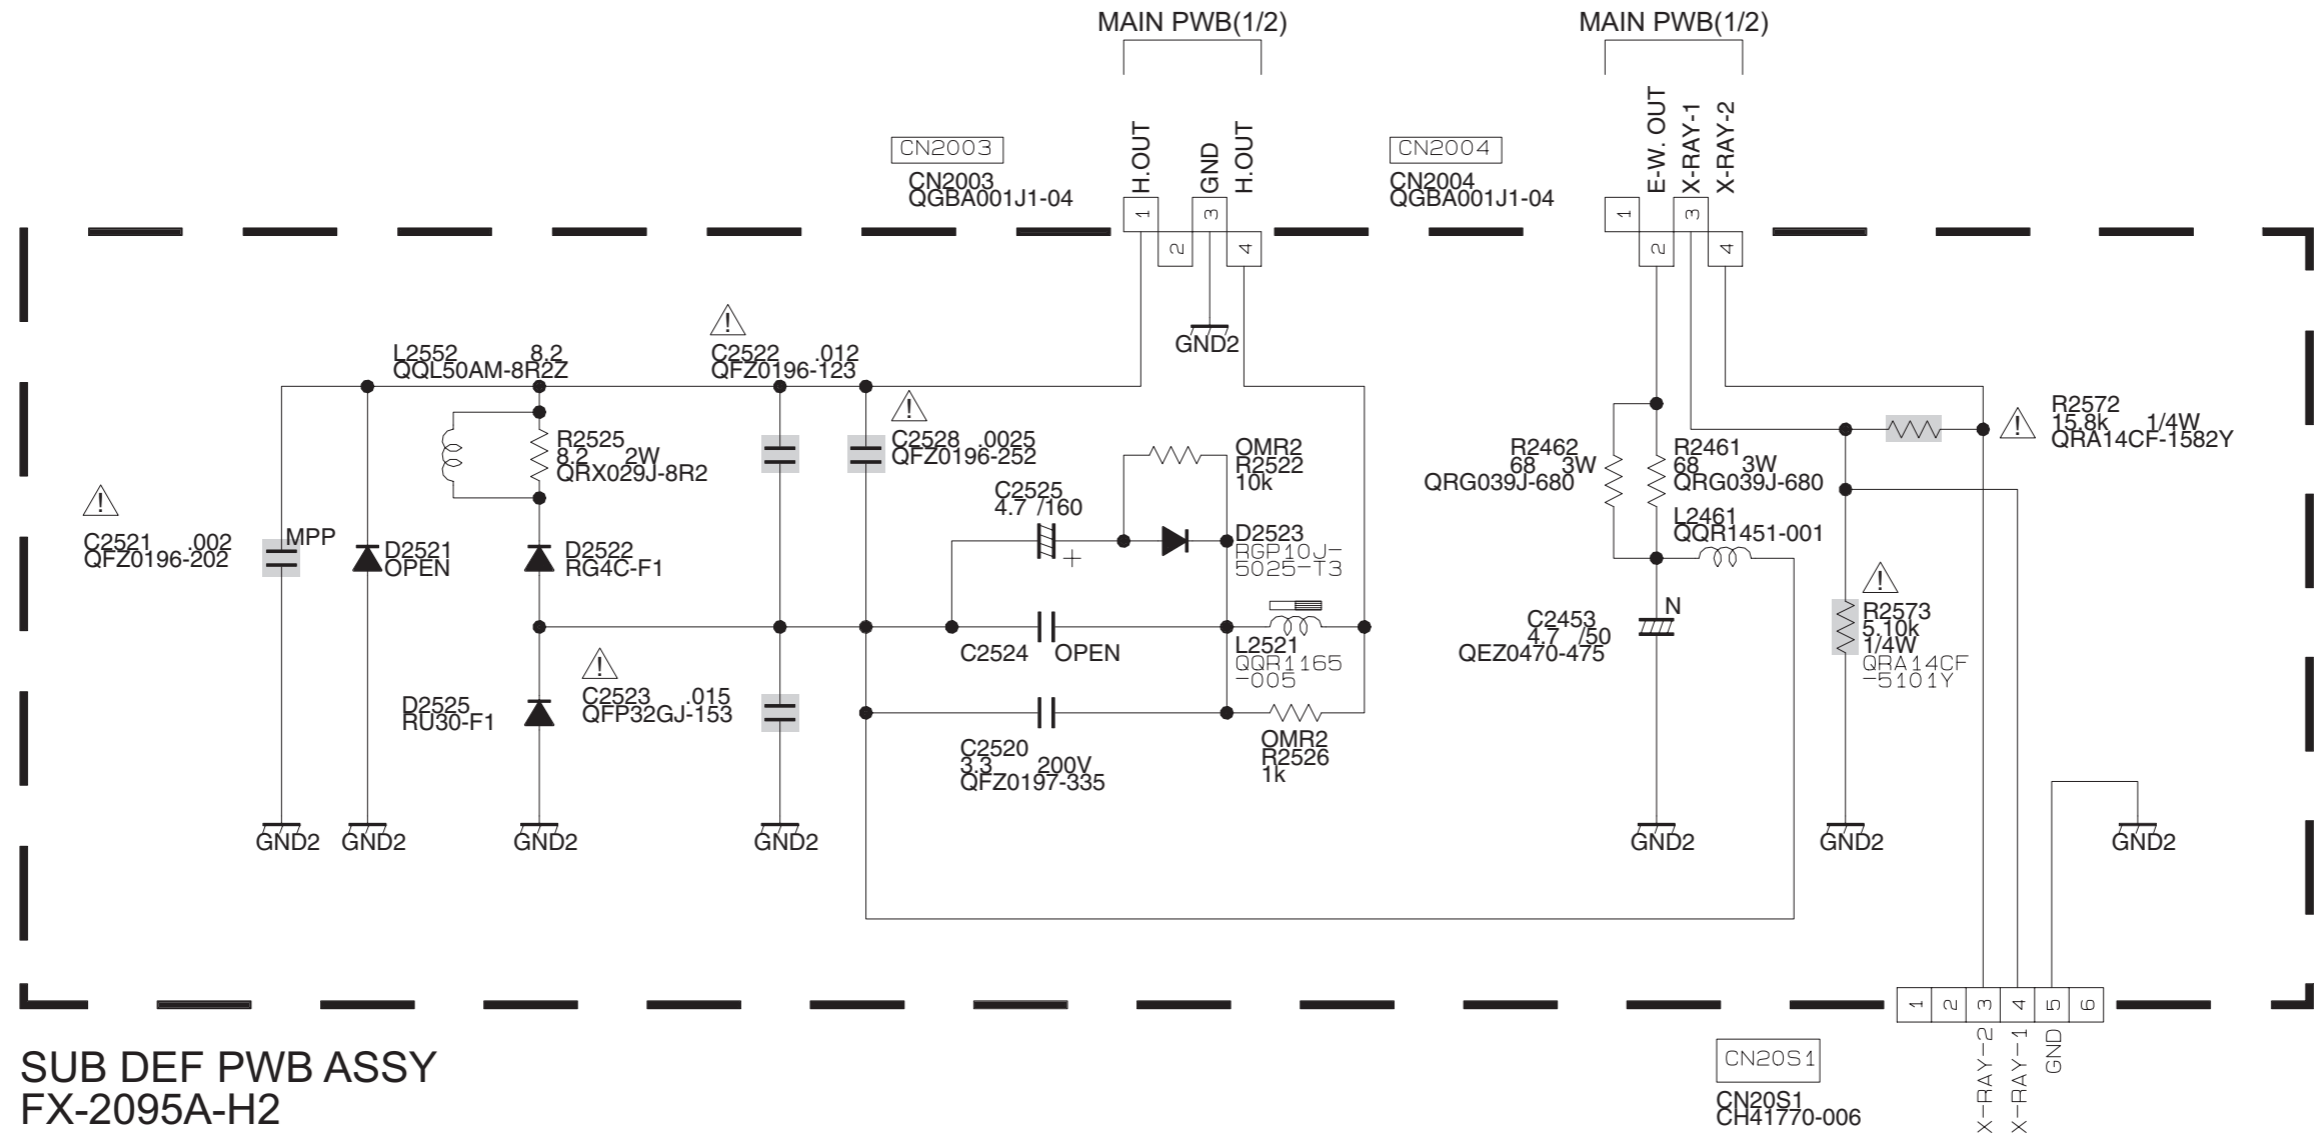 MAIN PWB(1/2)
MAIN PWB(1/2)
H.OUT
GND
H.OUT
E-W. OUT
X-RAY-1
X-RAY-2
CN2003
CN2003
QGBA001J1-04
CN2004
CN2004
QGBA001J1-04
1
3
2
4
1
3
2
4
GND2
L2552 8.2
QQL50AM-8R2Z
!
C2522 .012
QFZ0196-123
!
C2528 .0025
QFZ0196-252
R2525
8.2 2W
QRX029J-8R2
OMR2
R2522
10k
C2525
4.7 /160
+
D2523
RGP10J-
5025-T3
R2462
68 3W
QRG039J-680
R2461
68 3W
QRG039J-680
L2461
QQR1451-001
!
R2572
15.8k 1/4W
QRA14CF-1582Y
!
C2521 .002
QFZ0196-202
MPP
D2521
OPEN
D2522
RG4C-F1
C2524 OPEN
L2521
QQR1165
-005
C2453
4.7 /50
QEZ0470-475
N
!
R2573
5.10k
1/4W
QRA14CF
-5101Y
D2525
RU30-F1
!
C2523 .015
QFP32GJ-153
C2520
3.3 200V
QFZ0197-335
OMR2
R2526
1k
GND2
GND2
GND2
GND2
GND2
GND2
GND2
1
2
3
4
5
6
X-RAY-2
X-RAY-1
GND
CN20S1
CN20S1
CH41770-006
SUB DEF PWB ASSY
FX-2095A-H2